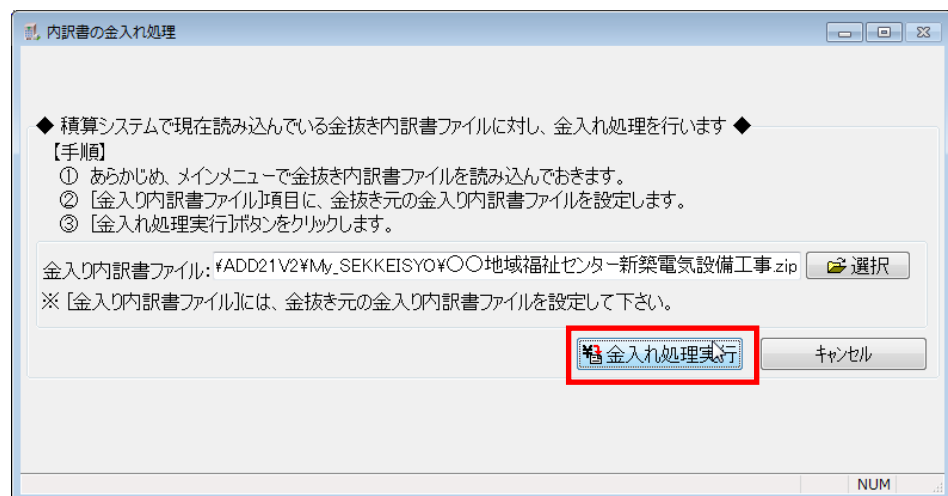 内訳書の金入れ処理
◆ 積算システムで現在読み込んでいる金抜き内訳書ファイルに対し、金入れ処理を行います ◆
【手順】
① あらかじめ、メインメニューで金抜き内訳書ファイルを読み込んでおきます。
② [金入り内訳書ファイル]項目に、金抜き元の金入り内訳書ファイルを設定します。
③ [金入れ処理実行]ボタンをクリックします。
金入り内訳書ファイル: ¥ADD21V2¥My_SEKKEISYO¥〇〇地域福祉センター新築電気設備工事.zip 選択
※ [金入り内訳書ファイル]には、金抜き元の金入り内訳書ファイルを設定して下さい。
金入れ処理実行 キャンセル
NUM